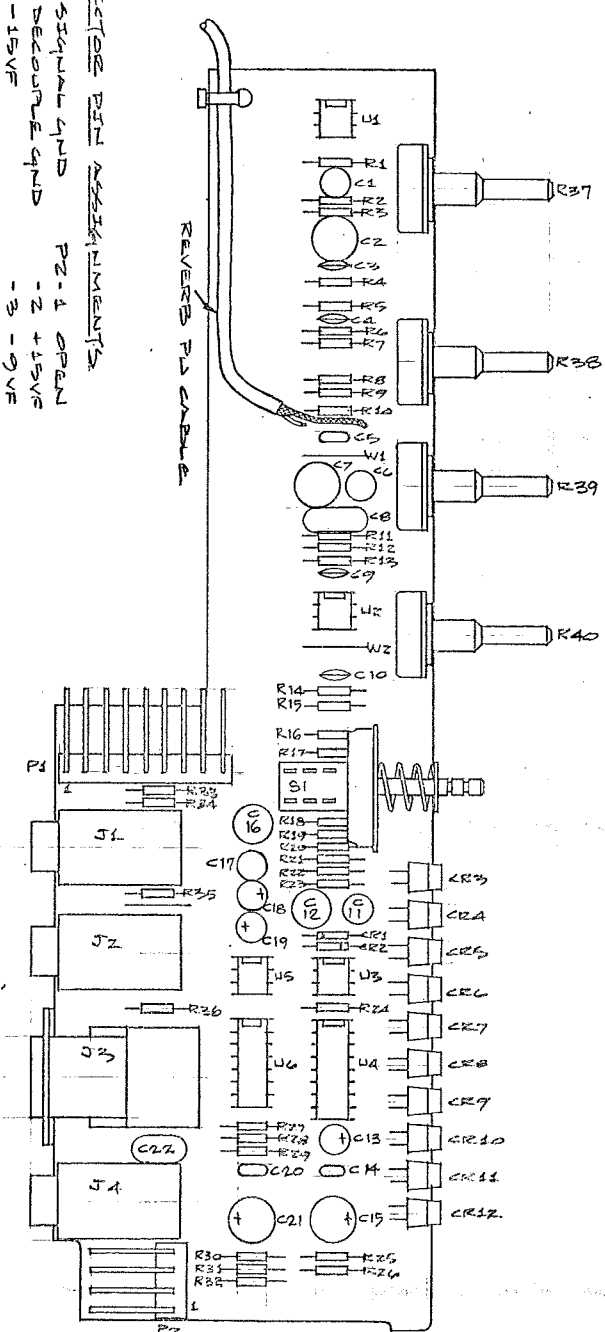 U1
R1
C1
R2
R3
C2
C3
R4
R5
C4
R6
R7
R8
R9
R10
C5
W1
C7
C6
C8
R11
R12
R13
C9
U2
W2
C10
R14
R15
R16
R17
S1
R18
R19
R20
R21
R22
R23
C16
C17
C18
C19
C12
C11
CR1
CR2
U5
U3
R24
U6
U4
R27
R28
R29
C13
C20
C14
C21
C15
R30
R31
R32
R25
R26
R37
R38
R39
R40
CR3
CR4
CR5
CR6
CR7
CR8
CR9
CR10
CR11
CR12
P1
1
R33
R34
J1
R35
J2
R36
J3
C22
J4
1
REVERB P.U CABLE
CTOR PIN ASSIGNMENTS
SIGNAL GND P2-1 OPEN
DECOUPLE GND -2 +15VF
-15VF -3 -9VF